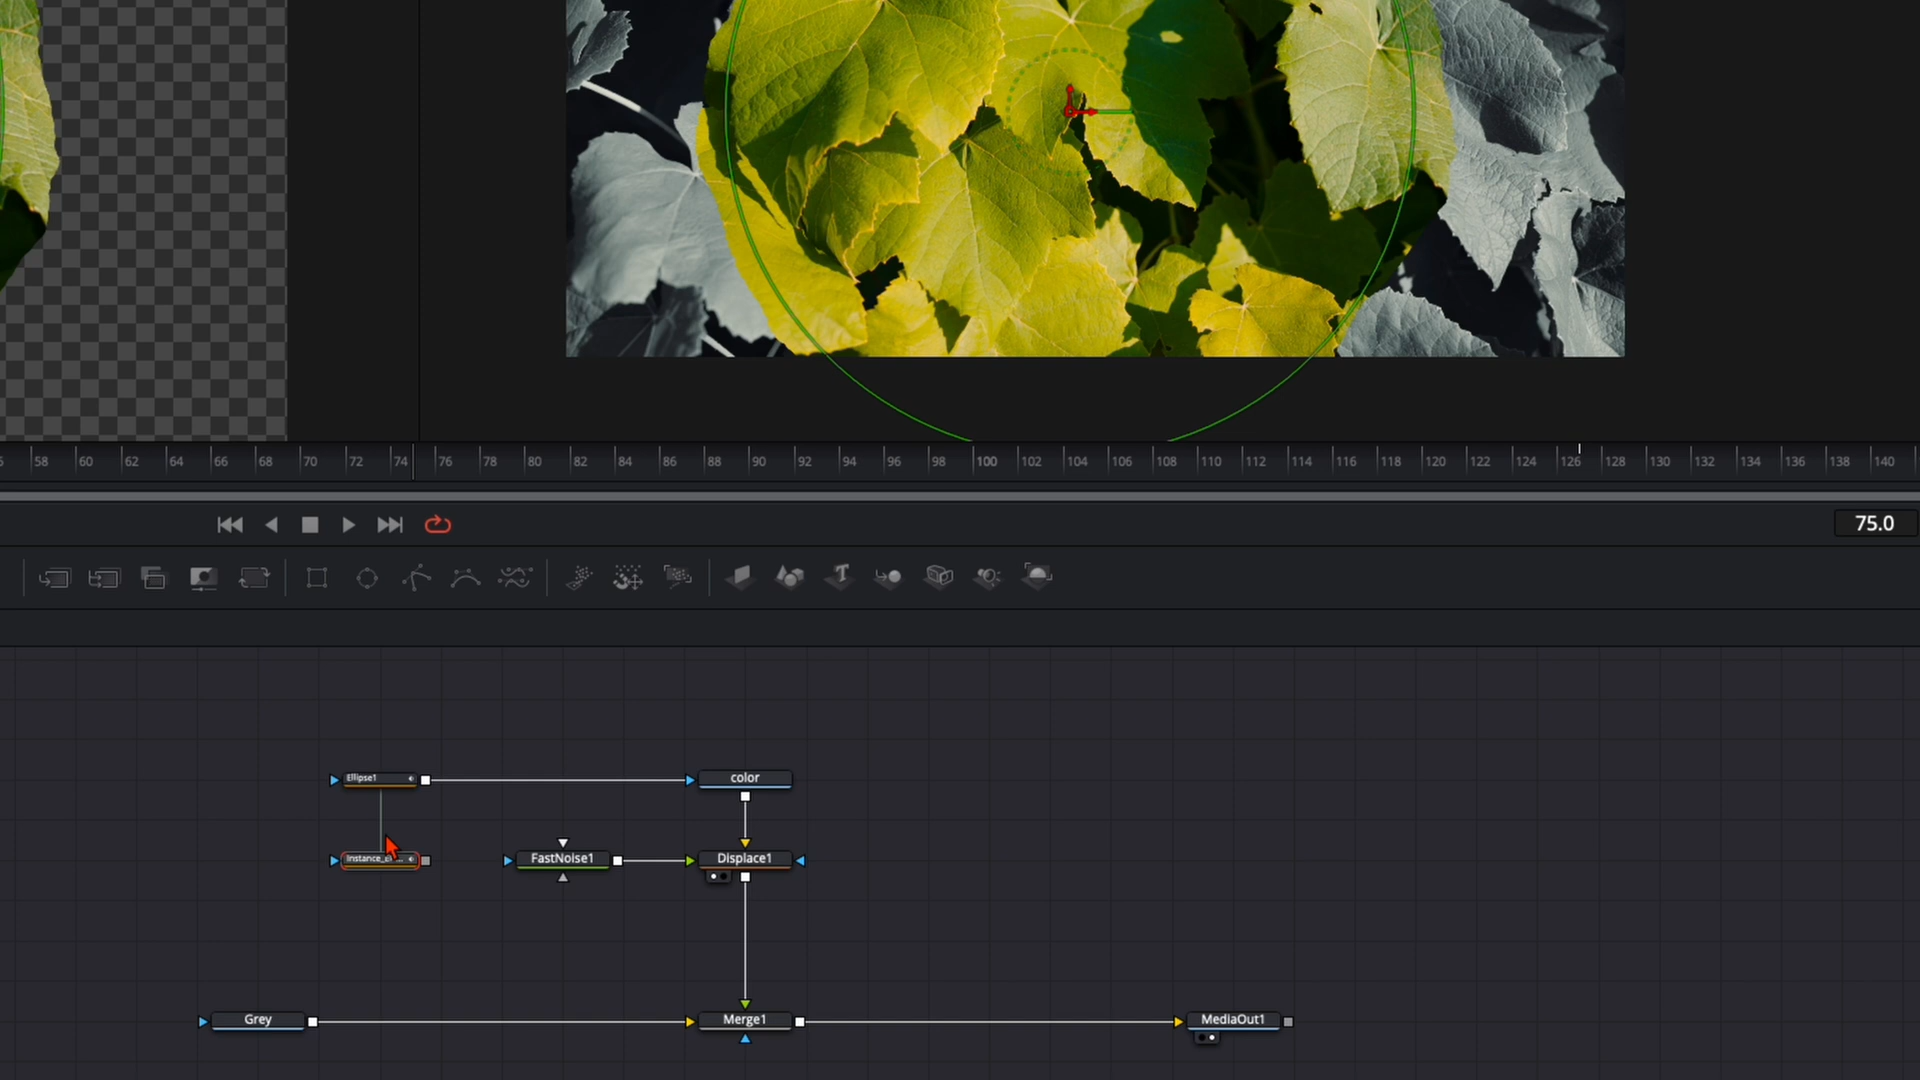 58 60 62 64 66 68 70 72 74 76 78 80 82 84 86 88 90 92 94 96 98 100 102 104 106 108 110 112 114 116 118 120 122 124 126 128 130 132 134 136 138 140
75.0
Ellipse1
color
Instance_E...
FastNoise1
Displace1
Grey
Merge1
MediaOut1